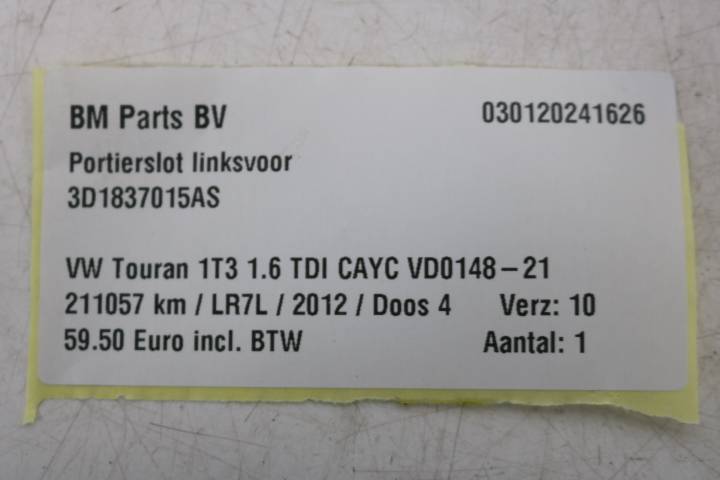 BM Parts BV 030120241626
Portierslot linksvoor
3D1837015AS
VW Touran 1T3 1.6 TDI CAYC VD0148-21
211057 km / LR7L / 2012 / Doos 4 Verz: 10
59.50 Euro incl. BTW Aantal: 1